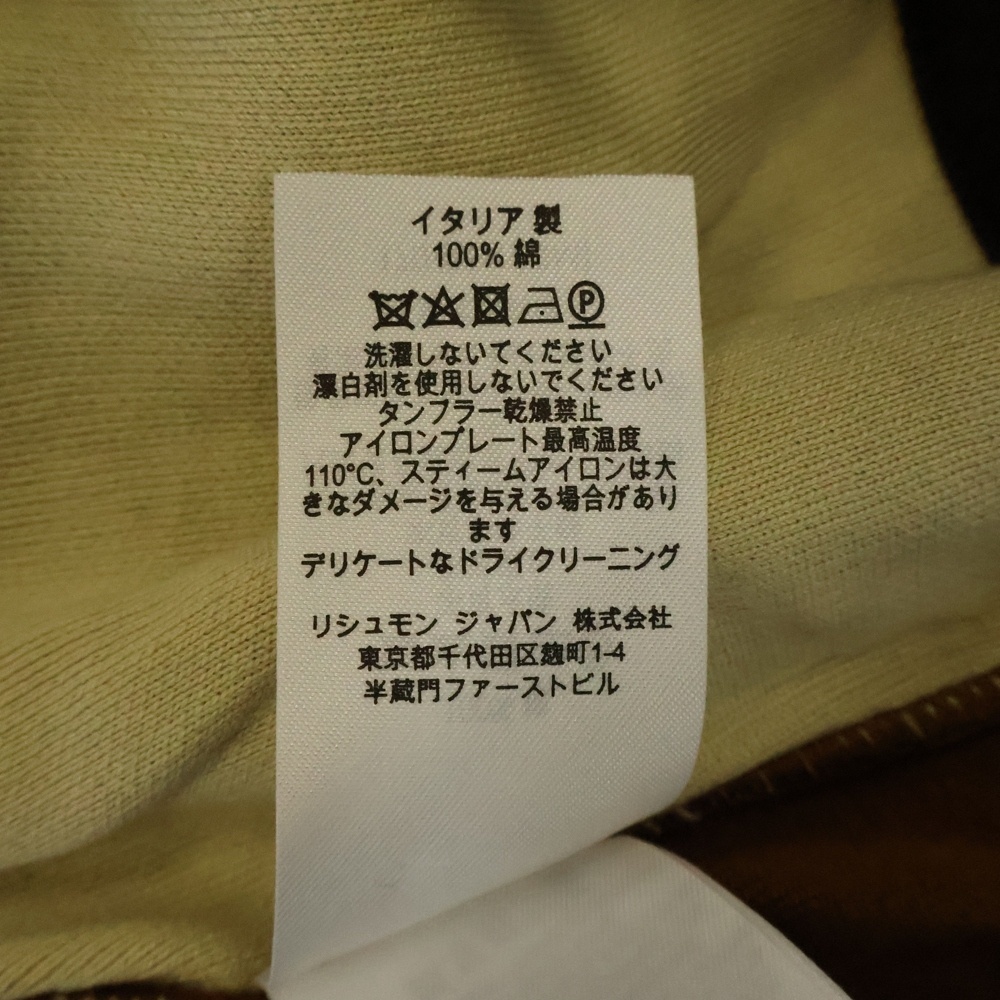 イタリア 製
100% 綿
P
洗濯しないてください
漂白剤を使用しないでください
タンブラー乾燥禁止
アイロンプレート最高温度
110°C、スティームアイロンは大
きなダメージを与える場合があり
ます
デリケートなドライクリーニング
リシュモン ジャパン 株式会社
東京都千代田区麹町1-4
半蔵門ファーストビル